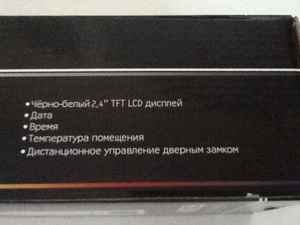 •Чёрно-белый 2,4" TFT LCD дисплей
•Дата
•Время
•Температура помещения
•Дистанционное управление дверным замком